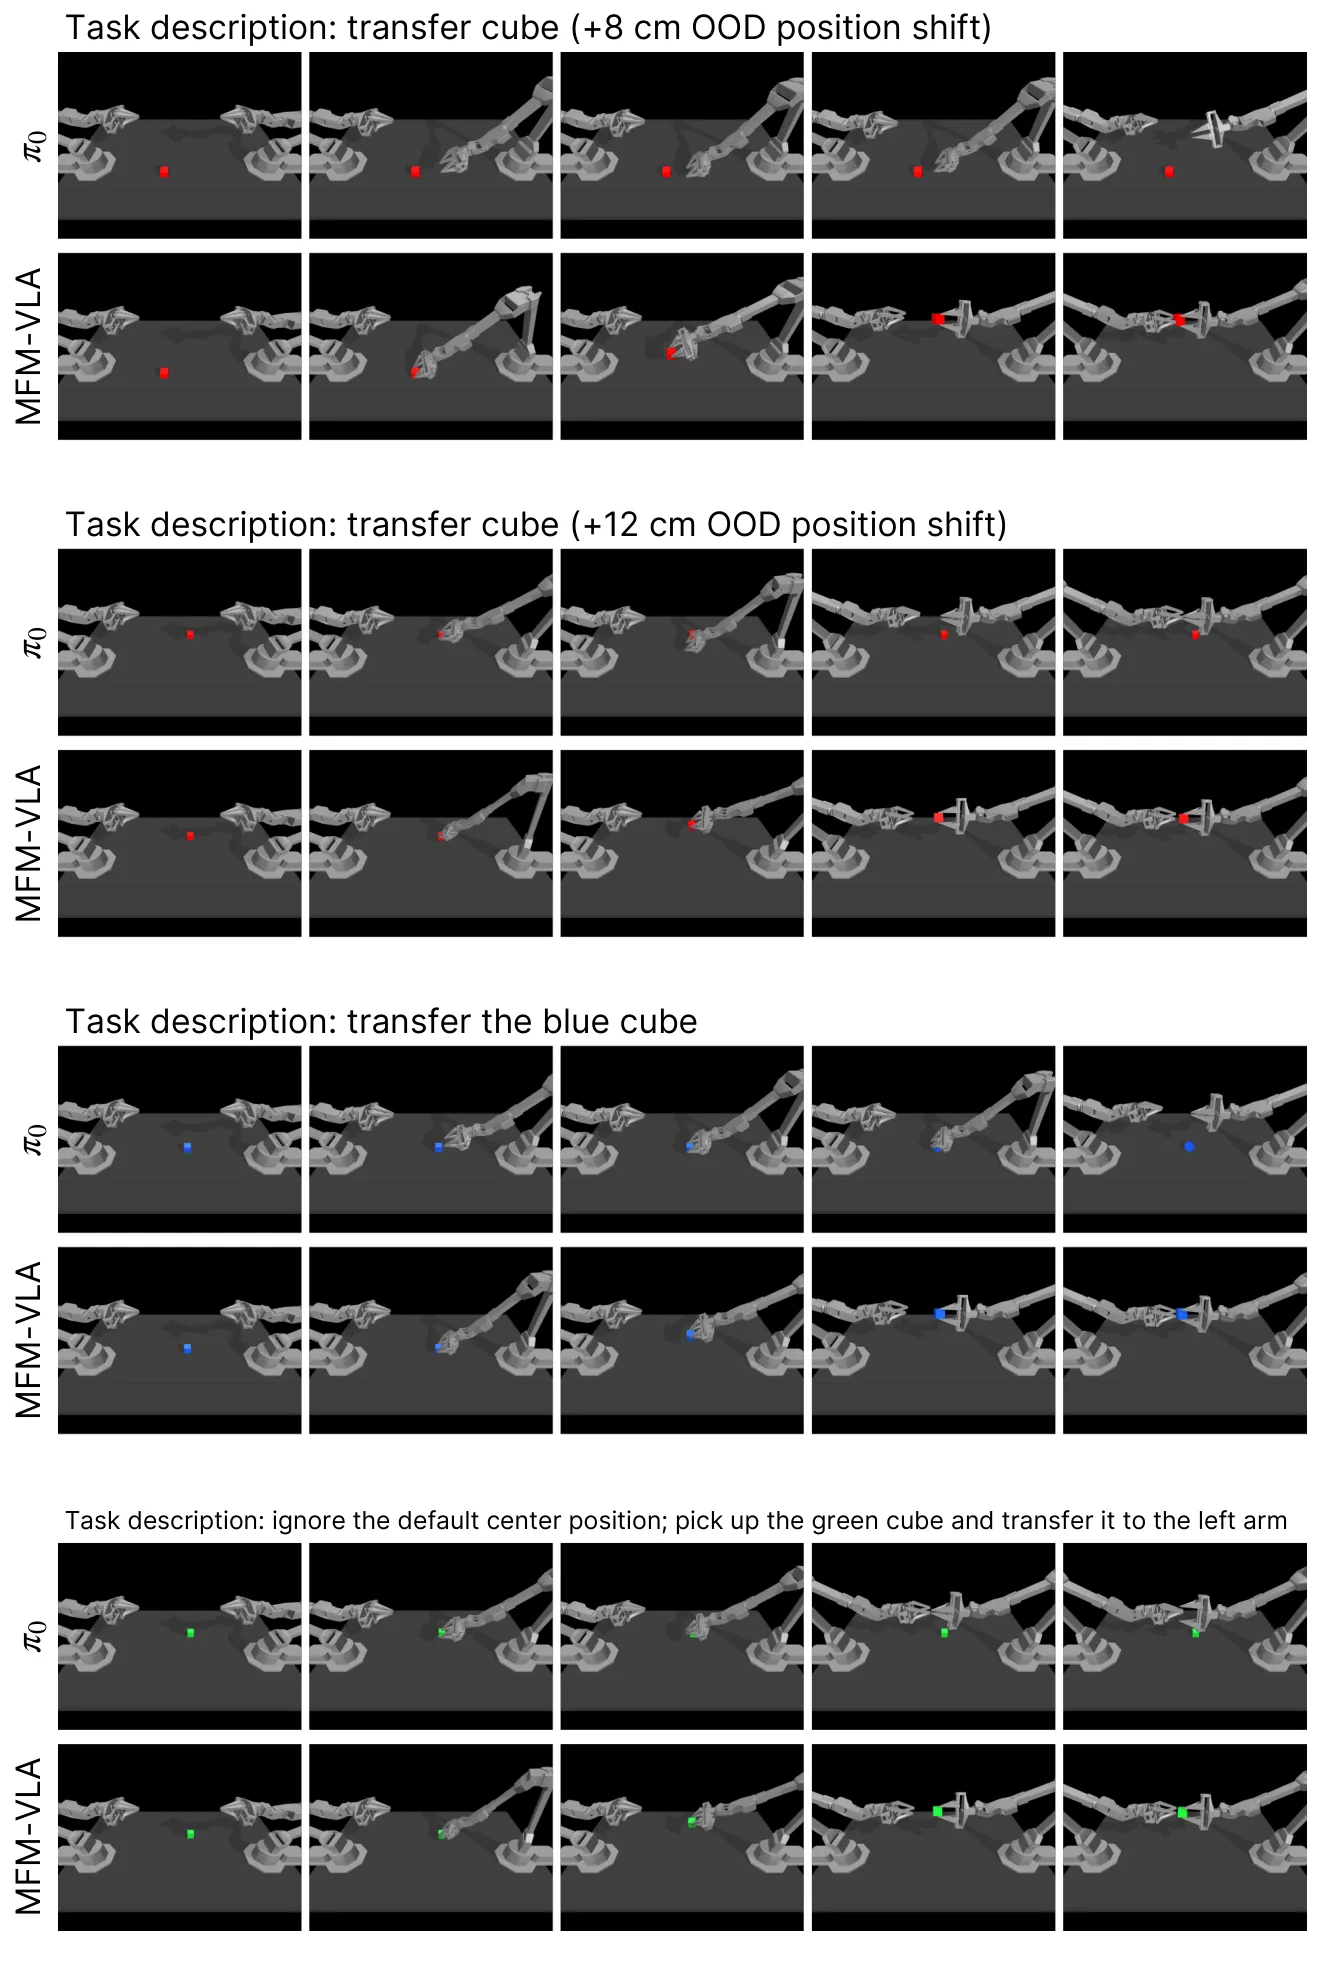 Task description: transfer cube (+8 cm OOD position shift)
π0
MFM-VLA
Task description: transfer cube (+12 cm OOD position shift)
π0
MFM-VLA
Task description: transfer the blue cube
π0
MFM-VLA
Task description: ignore the default center position; pick up the green cube and transfer it to the left arm
π0
MFM-VLA